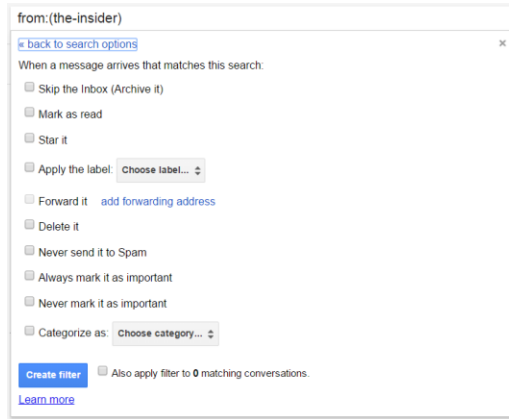 from:(the-insider)
« back to search options
×
When a message arrives that matches this search:
Skip the Inbox (Archive it)
Mark as read
Star it
Apply the label: Choose label...
Forward it add forwarding address
Delete it
Never send it to Spam
Always mark it as important
Never mark it as important
Categorize as: Choose category...
Create filter Also apply filter to 0 matching conversations.
Learn more